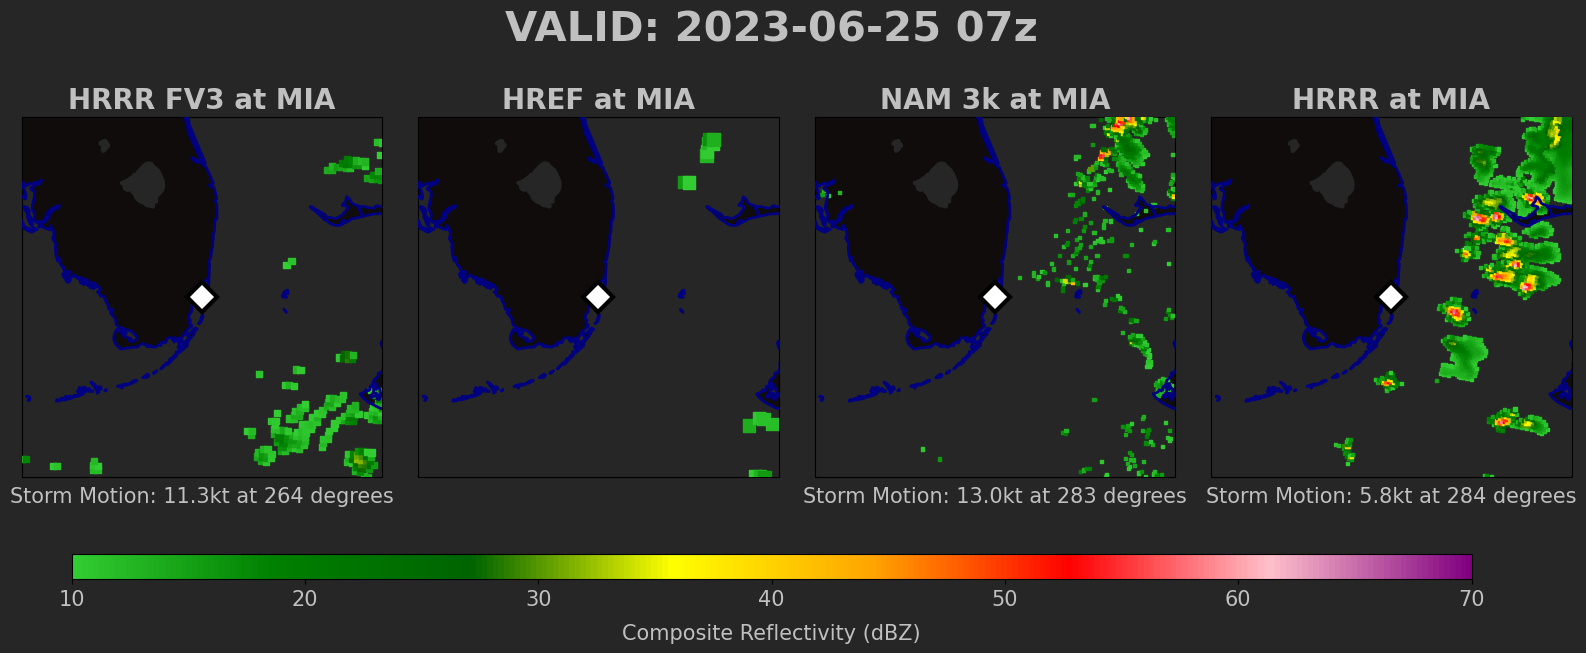 VALID: 2023-06-25 07z
HRRR FV3 at MIA
HREF at MIA
NAM 3k at MIA
HRRR at MIA
Storm Motion: 11.3kt at 264 degrees
Storm Motion: 13.0kt at 283 degrees
Storm Motion: 5.8kt at 284 degrees
10 20 30 40 50 60 70
Composite Reflectivity (dBZ)